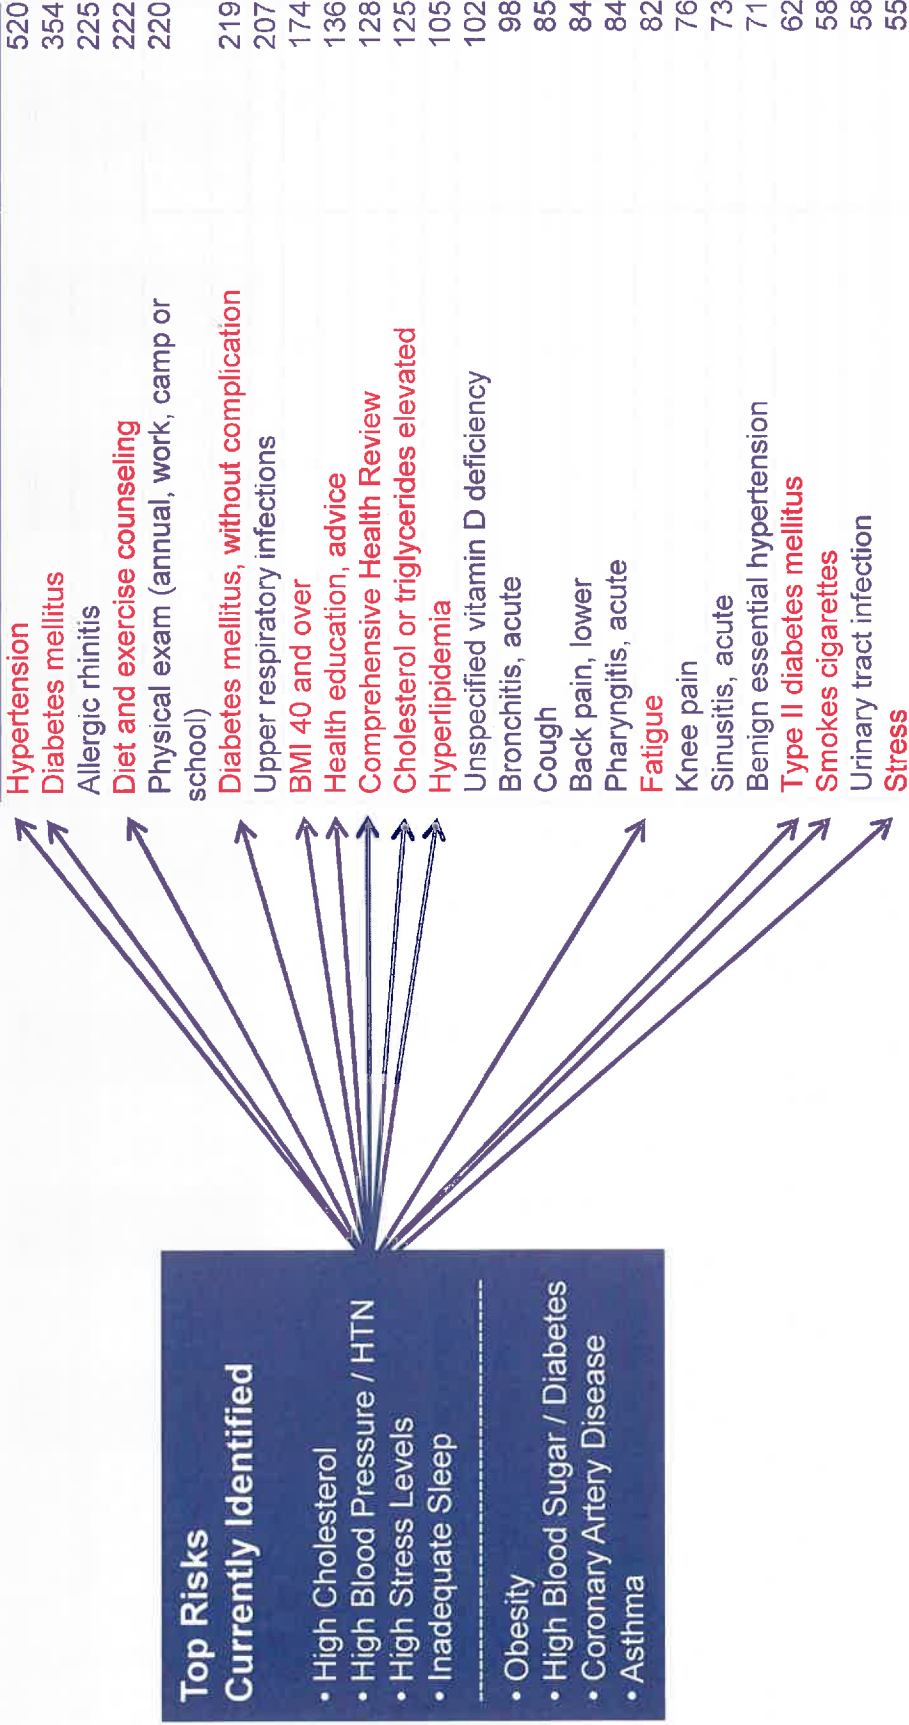 Top Risks
Currently Identified
• High Cholesterol
• High Blood Pressure / HTN
• High Stress Levels
• Inadequate Sleep
• Obesity
• High Blood Sugar / Diabetes
• Coronary Artery Disease
• Asthma
Hypertension 520
Diabetes mellitus 354
Allergic rhinitis 225
Diet and exercise counseling 222
Physical exam (annual, work, camp or 220
school)
Diabetes mellitus, without complication 219
Upper respiratory infections 207
BMI 40 and over 174
Health education, advice 136
Comprehensive Health Review 128
Cholesterol or triglycerides elevated 125
Hyperlipidemia 105
Unspecified vitamin D deficiency 102
Bronchitis, acute 98
Cough 85
Back pain, lower 84
Pharyngitis, acute 84
Fatigue 82
Knee pain 76
Sinusitis, acute 73
Benign essential hypertension 71
Type II diabetes mellitus 62
Smokes cigarettes 58
Urinary tract infection 58
Stress 55